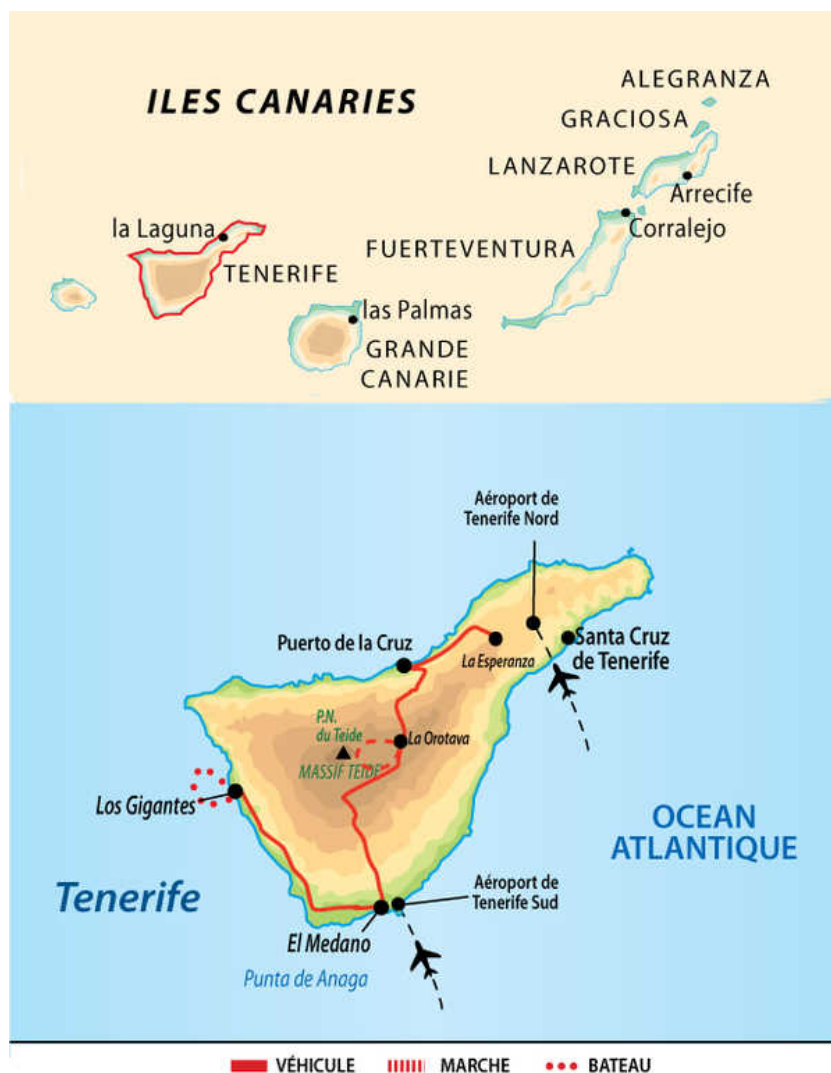 ILES CANARIES
ALEGRANZA
GRACIOSA
LANZAROTE
Arrecife
Corralejo
FUERTEVENTURA
la Laguna
TENERIFE
las Palmas
GRANDE
CANARIE
Aéroport de
Tenerife Nord
Puerto de la Cruz
La Esperanza
Santa Cruz
de Tenerife
P.N.
du Teide
La Orotava
MASSIF TEIDE
Los Gigantes
OCEAN
ATLANTIQUE
Tenerife
Aéroport de
Tenerife Sud
El Medano
Punta de Anaga
VÉHICULE MARCHE BATEAU